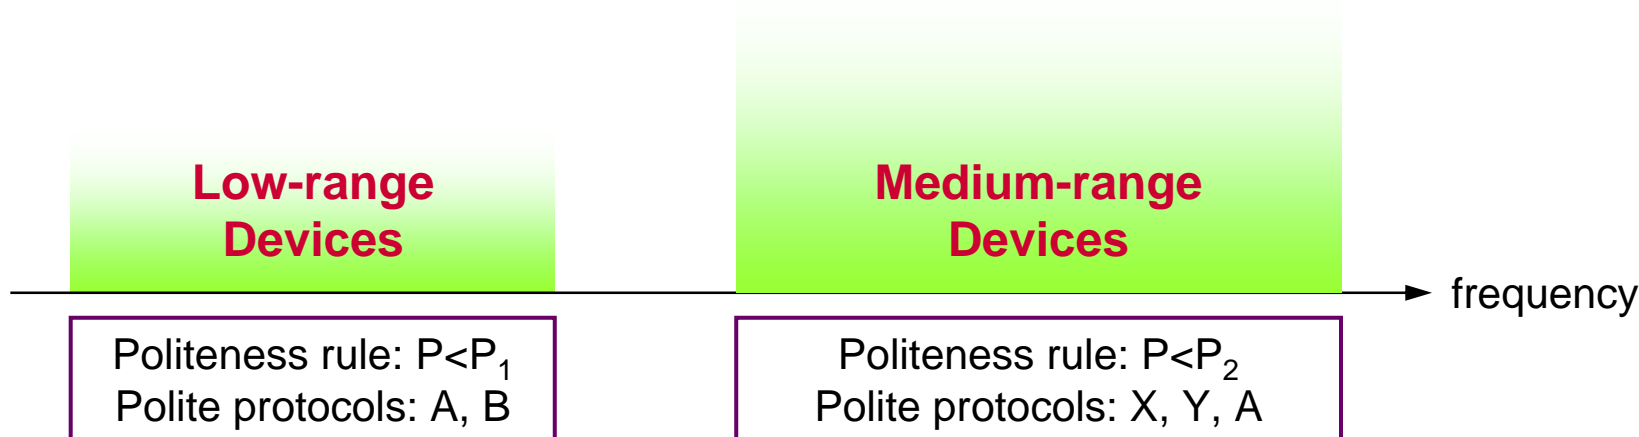 Low-range
Devices
Medium-range
Devices
frequency
Politeness rule: P<P₁
Polite protocols: A, B
Politeness rule: P<P₂
Polite protocols: X, Y, A